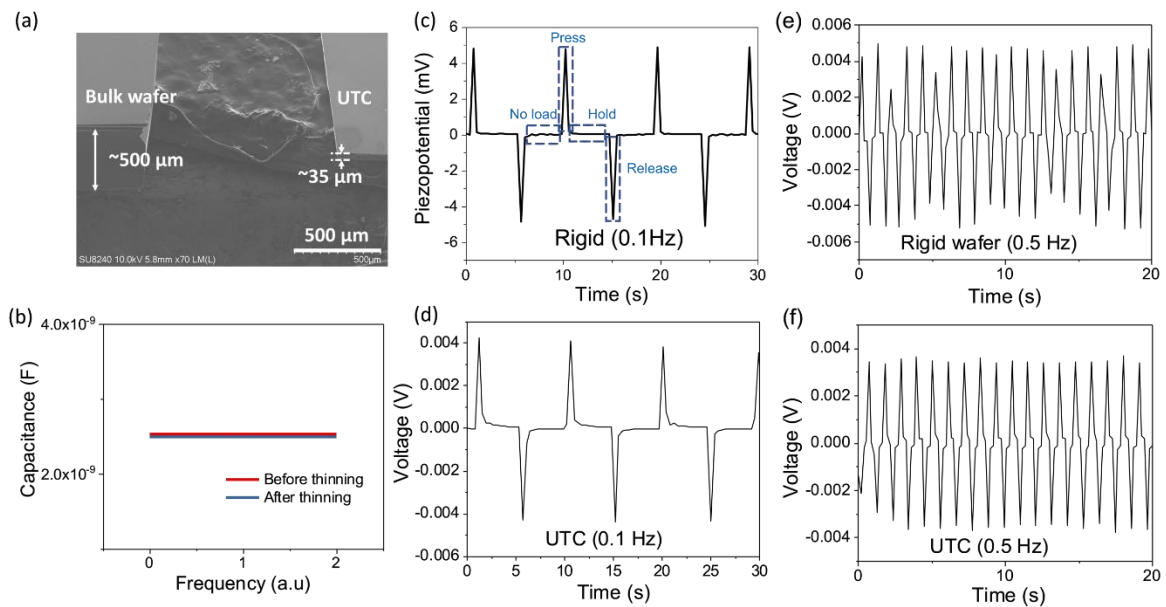 (a)
Bulk wafer
UTC
~500 µm
~35 µm
500 µm
SU8240 10.0kV 5.8mm x70 LM(L)
500µm
(b)
Capacitance (F)
4.0x10⁻⁹
2.0x10⁻⁹
Before thinning
After thinning
0
1
2
Frequency (a.u)
(c)
Piezopotential (mV)
6
4
2
0
-2
-4
-6
Press
No load
Hold
Release
Rigid (0.1Hz)
0
10
20
30
Time (s)
(d)
Voltage (V)
0.004
0.002
0.000
-0.002
-0.004
-0.006
UTC (0.1 Hz)
0
5
10
15
20
25
30
Time (s)
(e)
Voltage (V)
0.006
0.004
0.002
0.000
-0.002
-0.004
-0.006
Rigid wafer (0.5 Hz)
0
10
20
Time (s)
(f)
Voltage (V)
0.004
0.002
0.000
-0.002
-0.004
UTC (0.5 Hz)
0
10
20
Time (s)